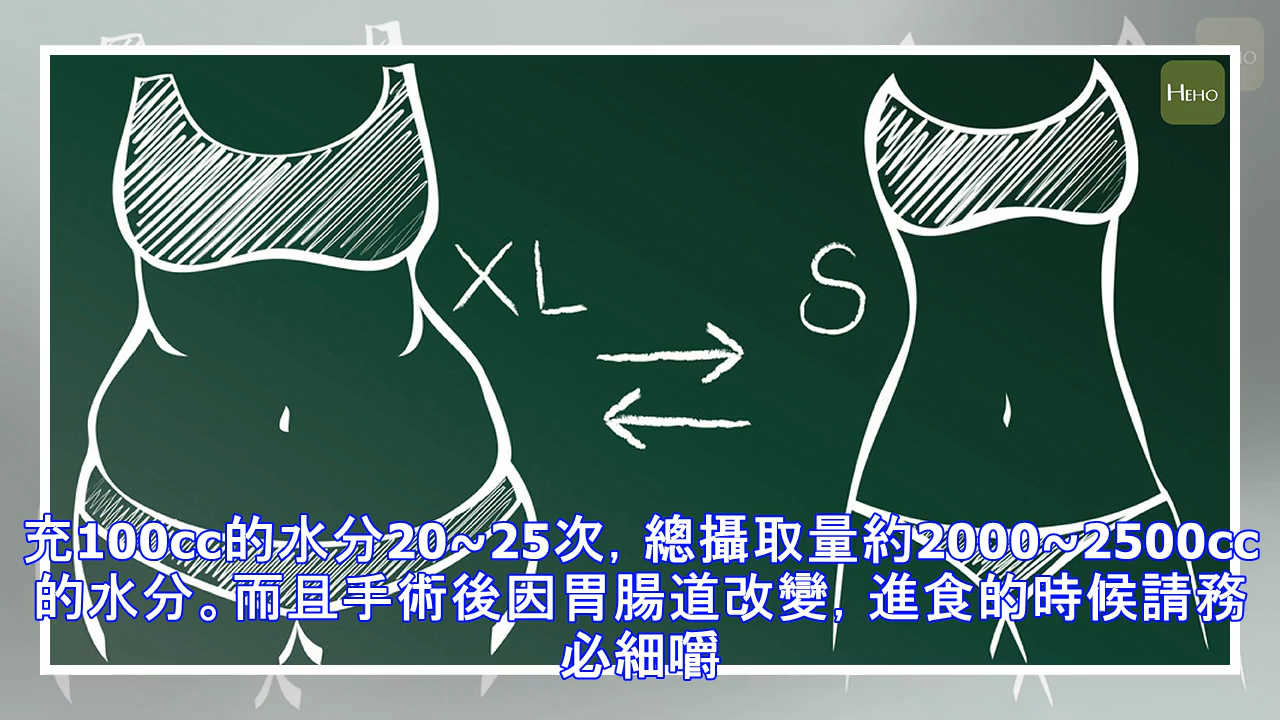 HEHO
XL
S
充100cc的水分20~25次, 總攝取量約2000~2500cc
的水分。而且手術後因胃腸道改變, 進食的時候請務
必細嚼